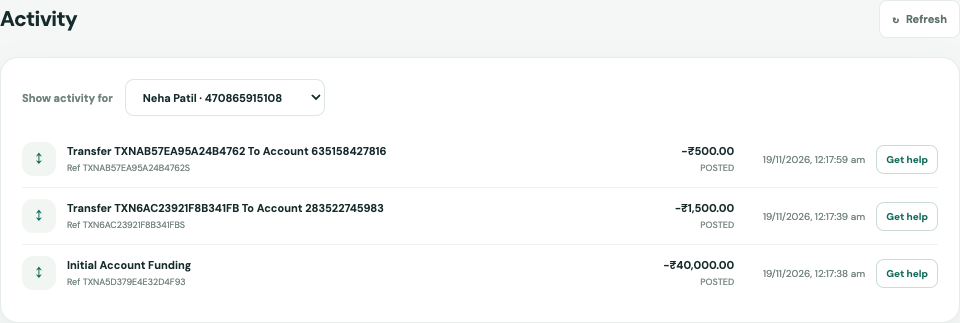 Activity
↻ Refresh
Show activity for
Neha Patil · 470865915108
Transfer TXNAB57EA95A24B4762 To Account 635158427816
Ref TXNAB57EA95A24B4762S
-₹500.00
POSTED
19/11/2026, 12:17:59 am
Get help
Transfer TXN6AC23921F8B341FB To Account 283522745983
Ref TXN6AC23921F8B341FBS
-₹1,500.00
POSTED
19/11/2026, 12:17:39 am
Get help
Initial Account Funding
Ref TXNA5D379E4E32D4F93
-₹40,000.00
POSTED
19/11/2026, 12:17:38 am
Get help